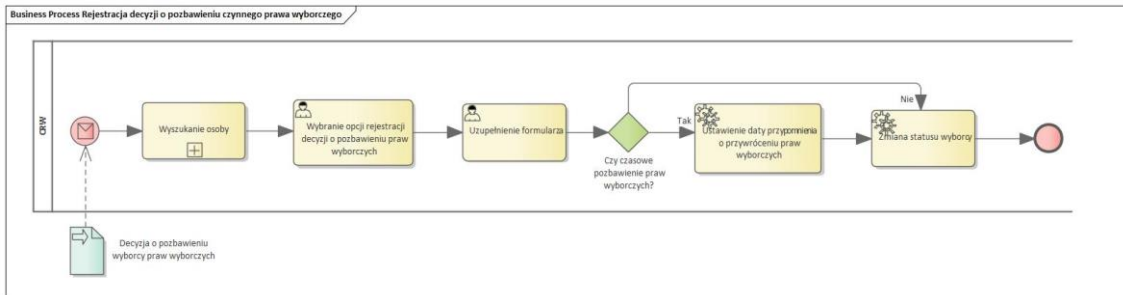 Business Process Rejestracja decyzji o pozbawieniu czynnego prawa wyborczego
CRW
Wyszukanie osoby
Wybranie opcji rejestracji
decyzji o pozbawieniu praw
wyborczych
Uzupełnienie formularza
Czy czasowe
pozbawienie praw
wyborczych?
Tak
Nie
Ustawienie daty przypomnienia
o przywróceniu praw
wyborczych
Zmiana statusu wyborcy
Decyzja o pozbawieniu
wyborcy praw wyborczych